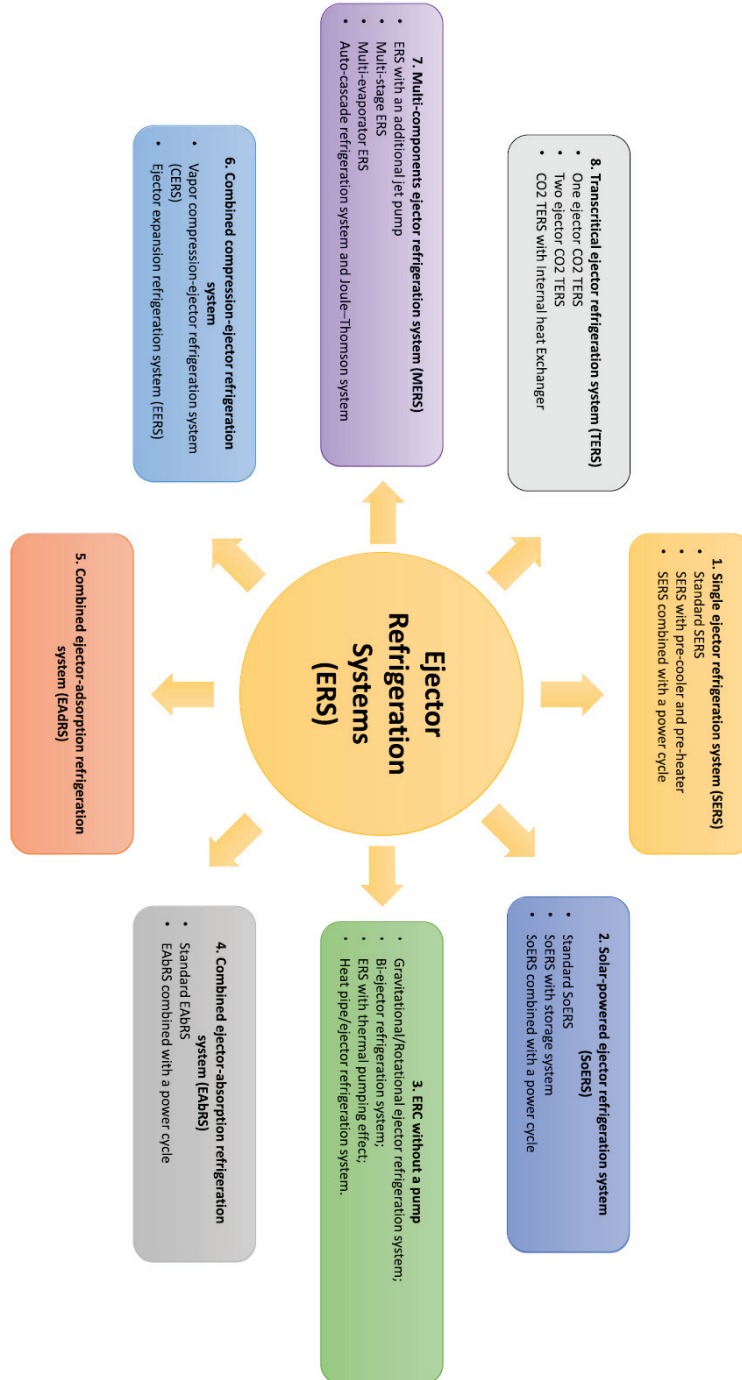 Ejector
Refrigeration
Systems
(ERS)
1. Single ejector refrigeration system (SERS)
• Standard SERS
• SERS with pre-cooler and pre-heater
• SERS combined with a power cycle
2. Solar-powered ejector refrigeration system
(SoERS)
• Standard SoERS
• SoERS with storage system
• SoERS combined with a power cycle
3. ERC without a pump
• Gravitational/Rotational ejector refrigeration system;
• Bi-ejector refrigeration system;
• ERS with thermal pumping effect;
• Heat pipe/ejector refrigeration system.
4. Combined ejector-absorption refrigeration
system (EAbRS)
• Standard EAbRS
• EAbRS combined with a power cycle
5. Combined ejector-adsorption refrigeration
system (EAdRS)
6. Combined compression-ejector refrigeration
system
• Vapor compression-ejector refrigeration system
(CERS)
• Ejector expansion refrigeration system (EERS)
7. Multi-components ejector refrigeration system (MERS)
• ERS with an additional jet pump
• Multi-stage ERS
• Multi-evaporator ERS
• Auto-cascade refrigeration system and Joule–Thomson system
8. Transcritical ejector refrigeration system (TERS)
• One ejector CO2 TERS
• Two ejector CO2 TERS
• CO2 TERS with Internal heat Exchanger